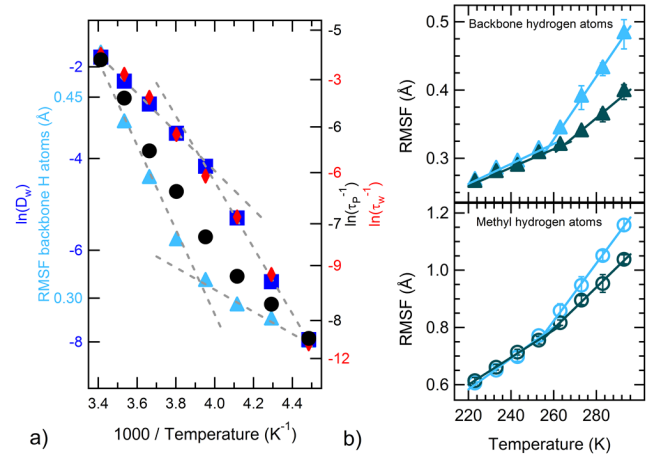 a)
ln(D_w)
RMSF backbone H atoms (Å)
-2
0.45
-4
-6
0.30
-8
-5
-6
-7
-8
ln(τ_P^-1)
-3
-6
-9
-12
ln(τ_w^-1)
3.4 3.6 3.8 4.0 4.2 4.4
1000 / Temperature (K^-1)
b)
Backbone hydrogen atoms
RMSF (Å)
0.5
0.4
0.3
0.2
Methyl hydrogen atoms
RMSF (Å)
1.2
1.0
0.8
0.6
220 240 260 280
Temperature (K)